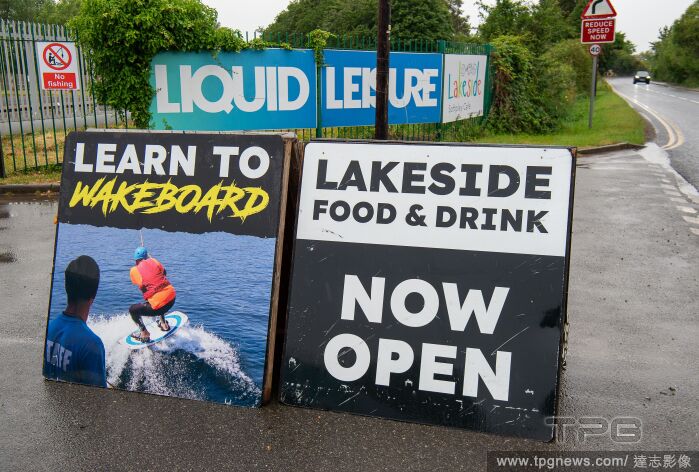 No
fishing
LIQUID LEISURE
Lakeside
REDUCE
SPEED
NOW
40
LEARN TO
WAKEBOARD
STAFF
LAKESIDE
FOOD & DRINK
NOW
OPEN
TPG
www.tpgnews.com/ 達志影像